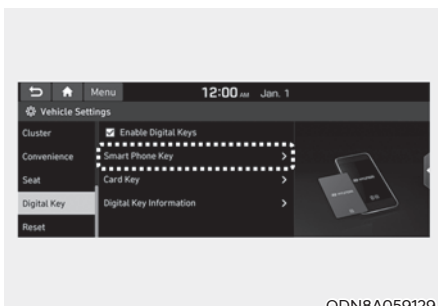 Menu 12:00 AM Jan. 1
Vehicle Settings
Cluster
Enable Digital Keys
Convenience
Smart Phone Key
Seat
Card Key
Digital Key
Digital Key Information
Reset
ODN8A059129